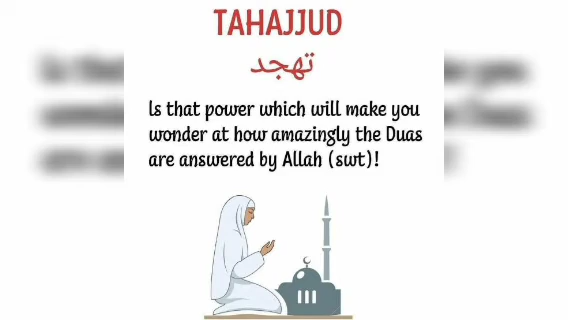 TAHAJJUD
تهجد
Is that power which will make you
wonder at how amazingly the Duas
are answered by Allah (swt)!